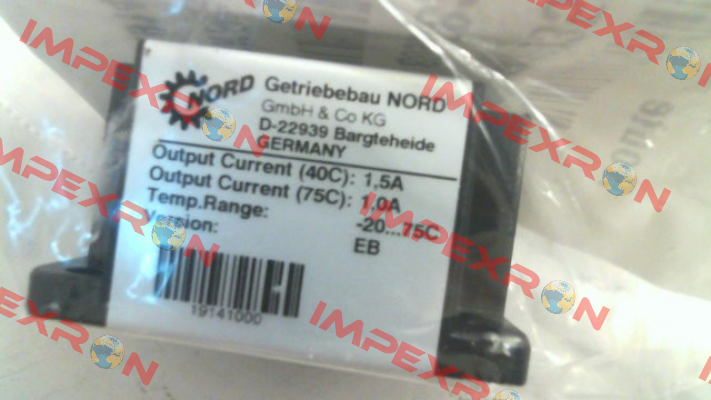 NORD
Getriebebau NORD
GmbH & Co KG
D-22939 Bargteheide
GERMANY
Output Current (40C): 1,5A
Output Current (75C): 1.0A
Temp.Range: -20...75C
Version: EB
19141000
IMPEXRON
IMPEXRON
IMPEXRON
IMPEXRON
IMPEXRON